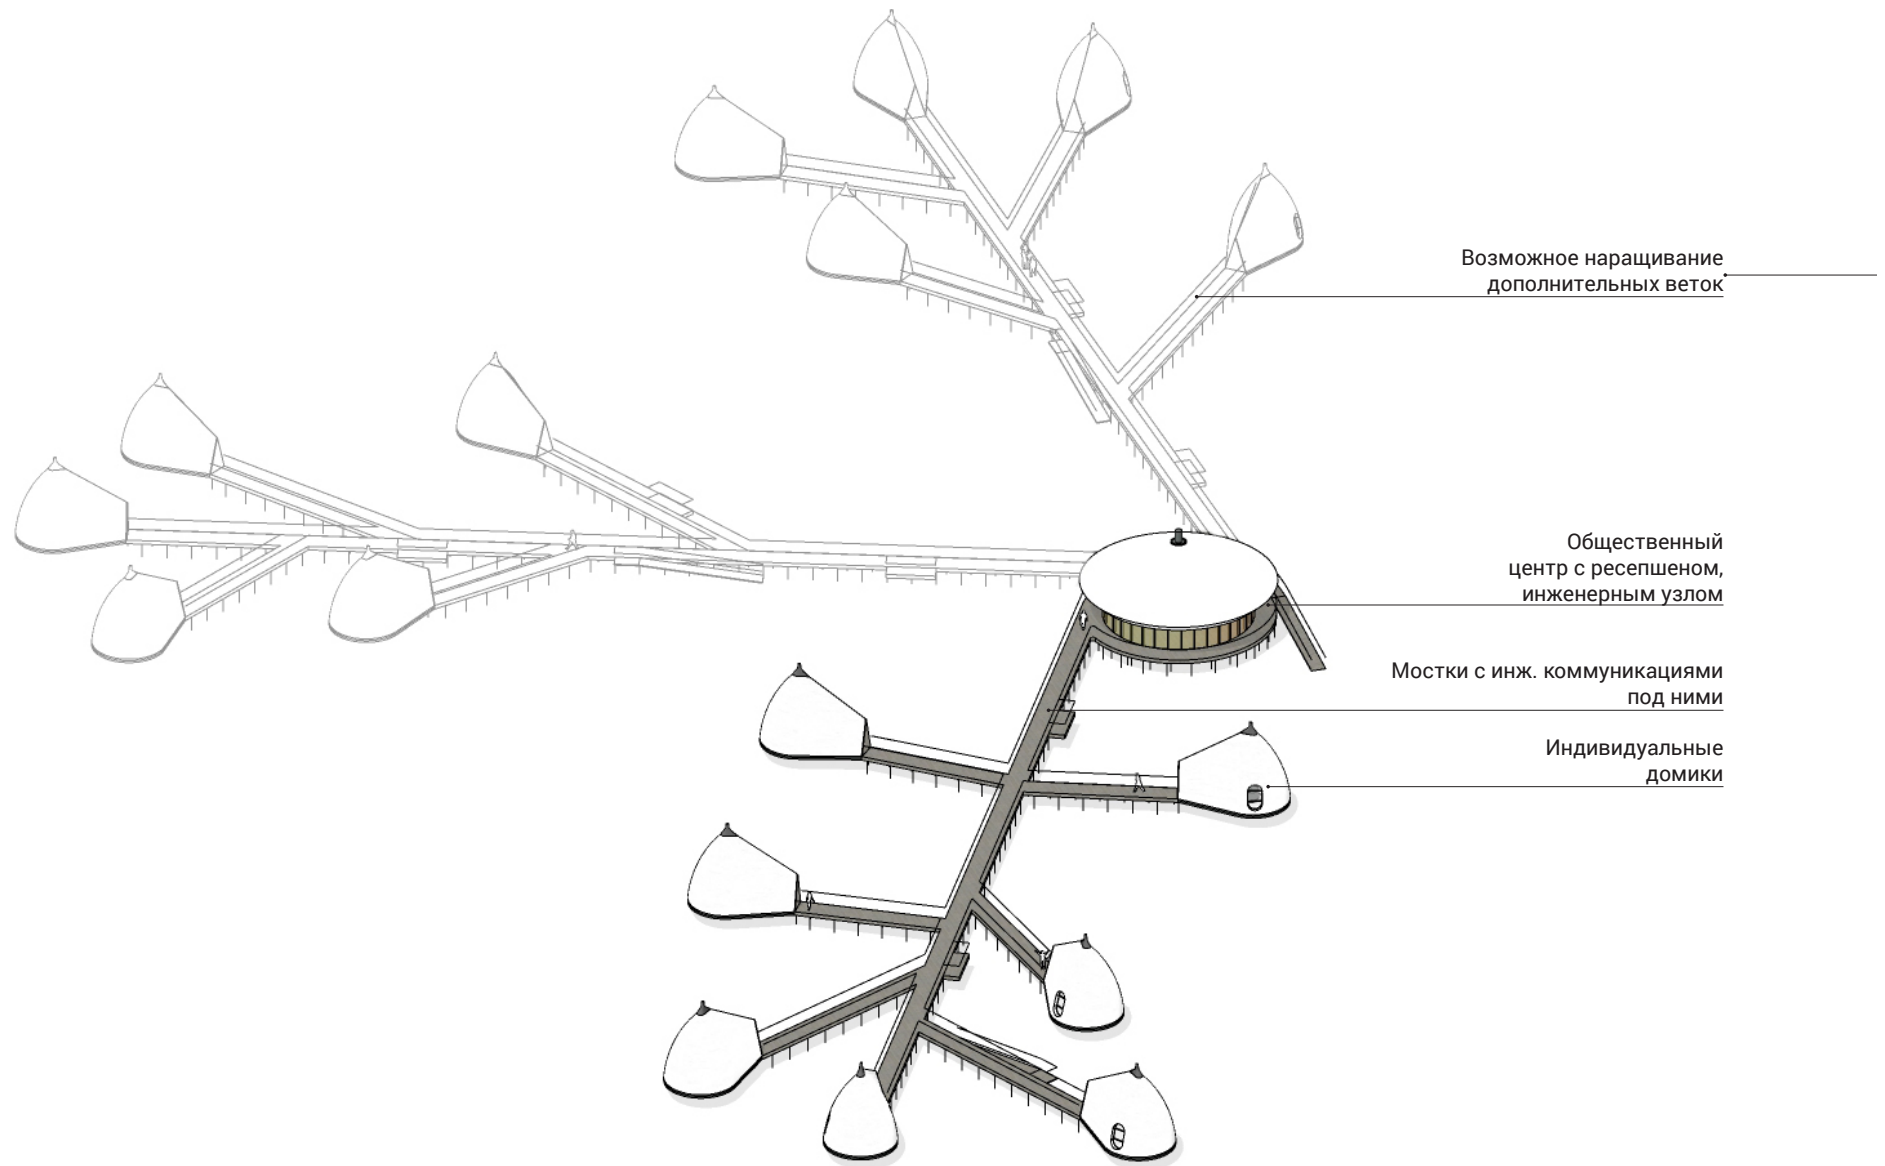 Возможное наращивание
дополнительных веток
Общественный
центр с ресепшеном,
инженерным узлом
Мостки с инж. коммуникациями
под ними
Индивидуальные
домики